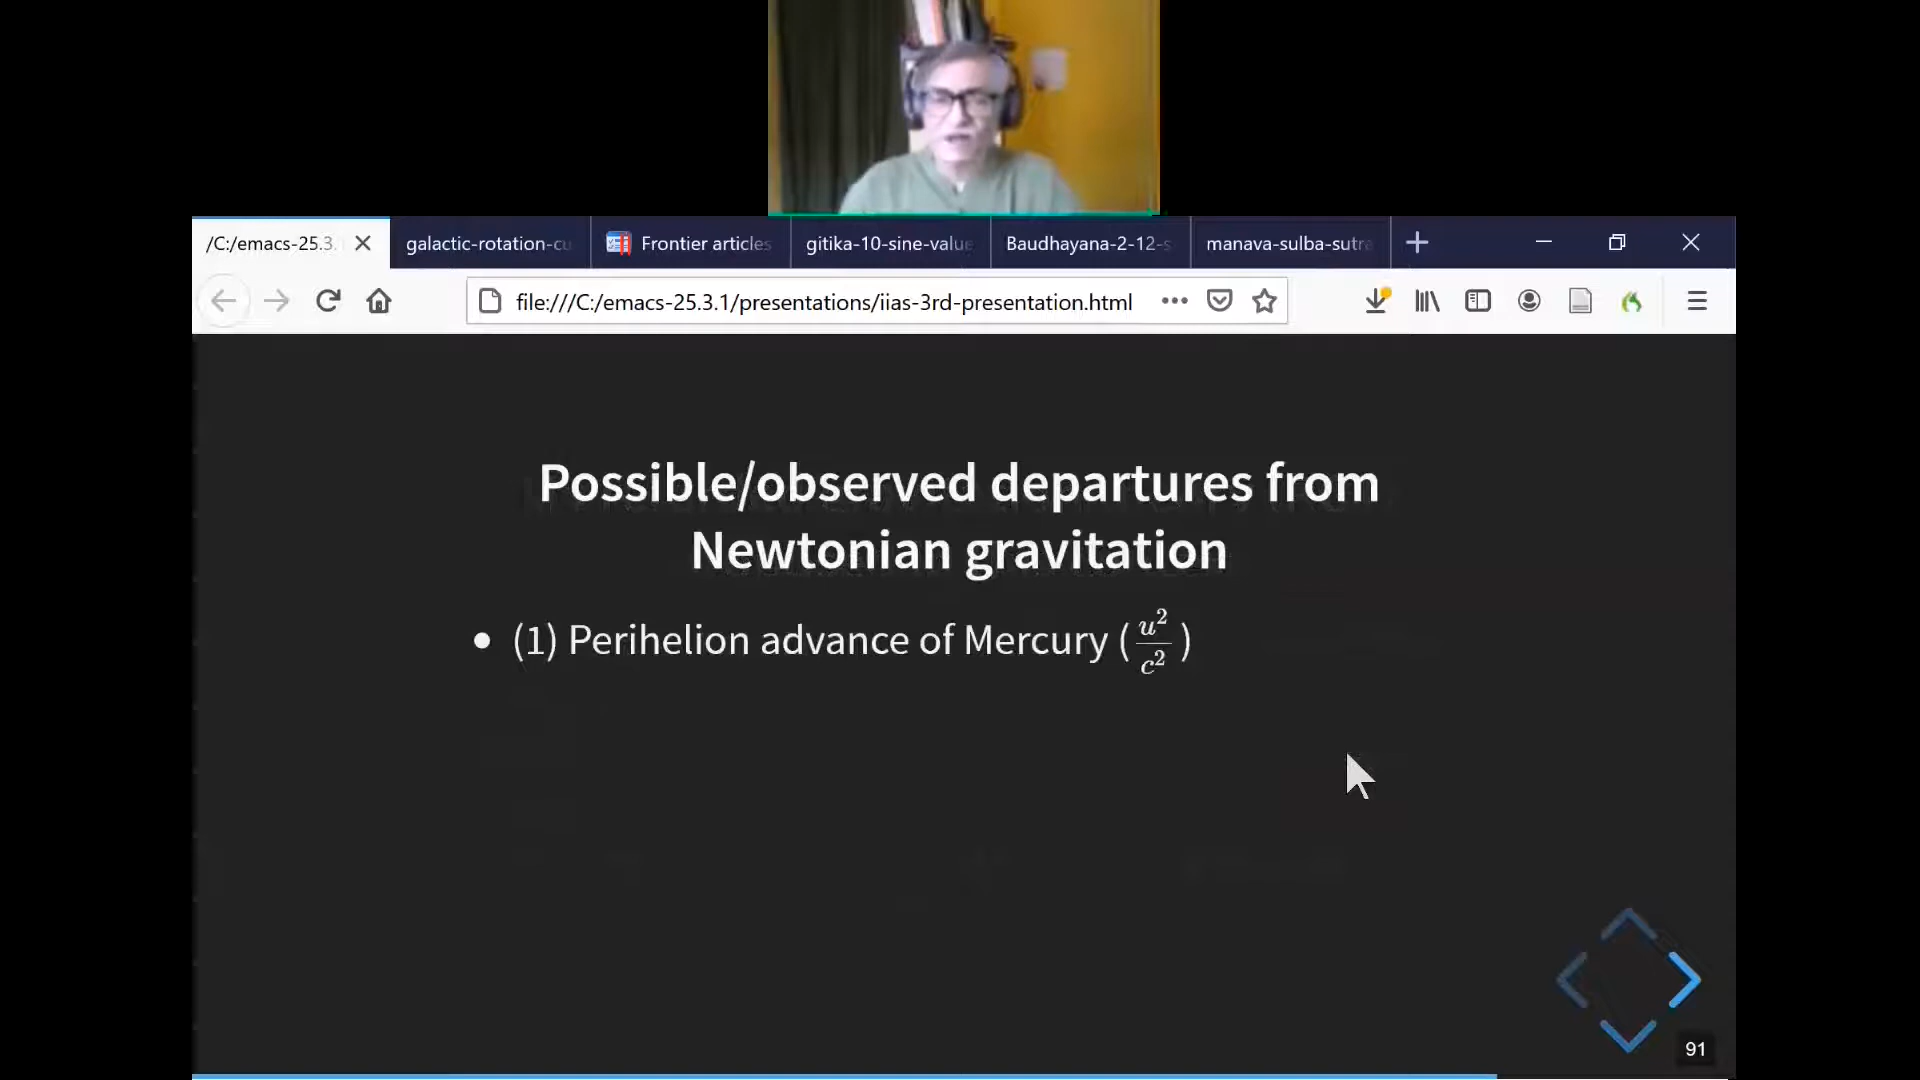 /C:/emacs-25.3.
galactic-rotation-cu
Frontier articles
gitika-10-sine-value
Baudhayana-2-12-s
manava-sulba-sutra
file:///C:/emacs-25.3.1/presentations/iias-3rd-presentation.html
Possible/observed departures from
Newtonian gravitation
• (1) Perihelion advance of Mercury (u²/c²)
91